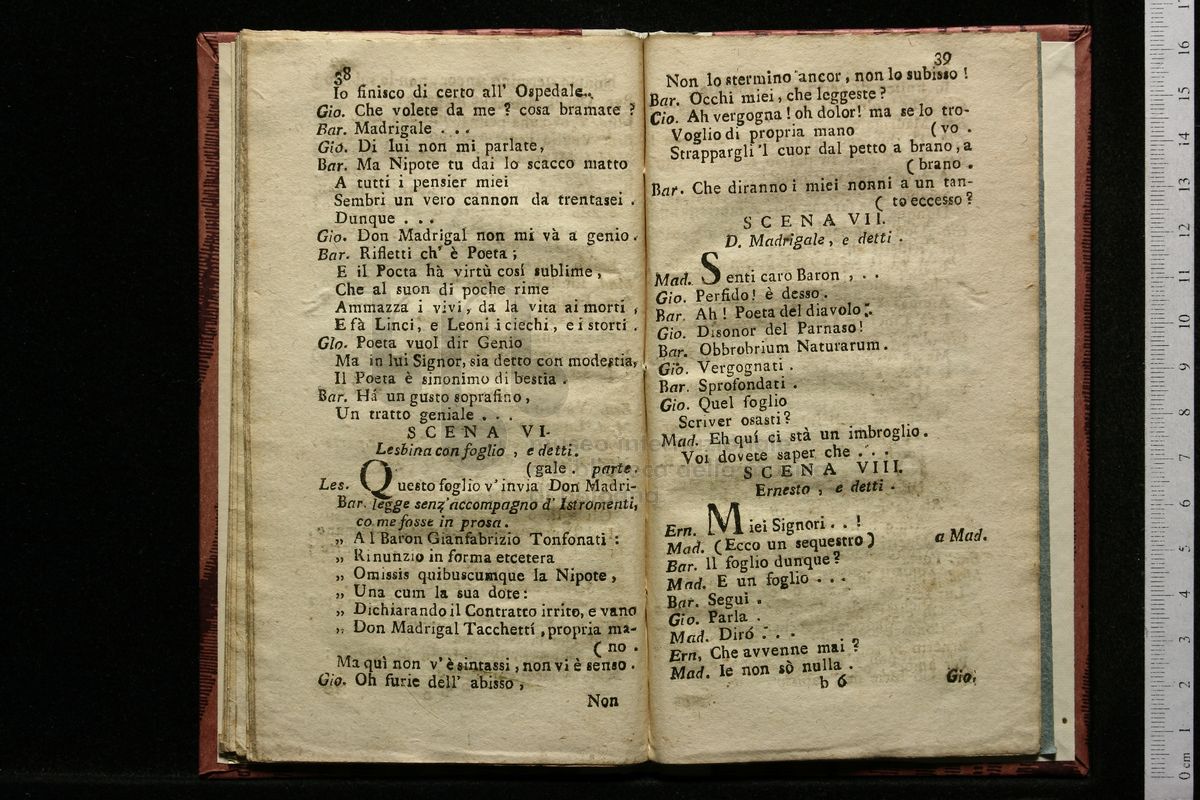 38
Io finisco di certo all' Ospedale..
Gio. Che volete da me ? cosa bramate ?
Bar. Madrigale . . .
Gio. Di lui non mi parlate,
Bar. Ma Nipote tu dai lo scacco matto
A tutti i pensier miei
Sembri un vero cannon da trentasei .
Dunque . . .
Gio. Don Madrigal non mi và a genio.
Bar. Rifletti ch' è Poeta ;
E il Poeta hà virtù così sublime ,
Che al suon di poche rime
Ammazza i vivi, da la vita ai morti ,
E fà Linci, e Leoni i ciechi, e i storti .
Glo. Poeta vuol dir Genio
Ma in lui Signor, sia detto con modestia,
Il Poeta è sinonimo di bestia .
Bar. Há un gusto soprafino ,
Un tratto geniale . . .
SCENA VI.
Lesbina con foglio , e detti.
(gale . parte.
Les. Questo foglio v' invia Don Madri-
Bar. legge senz' accompagno d' Istromenti,
come fosse in prosa .
„ Al Baron Gianfabrizio Tonfonati :
„ Rinunzio in forma etcetera
„ Omissis quibuscumque la Nipote ,
„ Una cum la sua dote :
„ Dichiarando il Contratto irrito, e vano
„ Don Madrigal Tacchetti , propria ma-
( no .
Ma quì non v' è sintassi , non vi è senso .
Gio. Oh furie dell' abisso ,
Non
39
Non lo stermino ancor , non lo subisso !
Bar. Occhi miei , che leggeste ?
Cio. Ah vergogna ! oh dolor! ma se lo tro-
Voglio di propria mano ( vo .
Strappargli 'l cuor dal petto a brano, a
( brano .
Bar. Che diranno i miei nonni a un tan-
( to eccesso ?
SCENA VII.
D. Madrigale , e detti .
Mad. Senti caro Baron , . .
Gio. Perfido! è desso .
Bar. Ah ! Poeta del diavolo :.
Gio. Disonor del Parnaso !
Bar. Obbrobrium Naturarum .
Gio. Vergognati .
Bar. Sprofondati .
Gio. Quel foglio
Scriver osasti ?
Mad. Eh quí ci stà un imbroglio .
Voi dovete saper che . . .
SCENA VIII.
Ernesto , e detti .
Ern. Miei Signori . . !
Mad. (Ecco un sequestro ) a Mad.
Bar. Il foglio dunque ?
Mad. E un foglio . . .
Bar. Segui .
Gio. Parla .
Mad. Diró . . .
Ern, Che avvenne mai ?
Mad. Ie non sò nulla .
b 6 Gio.